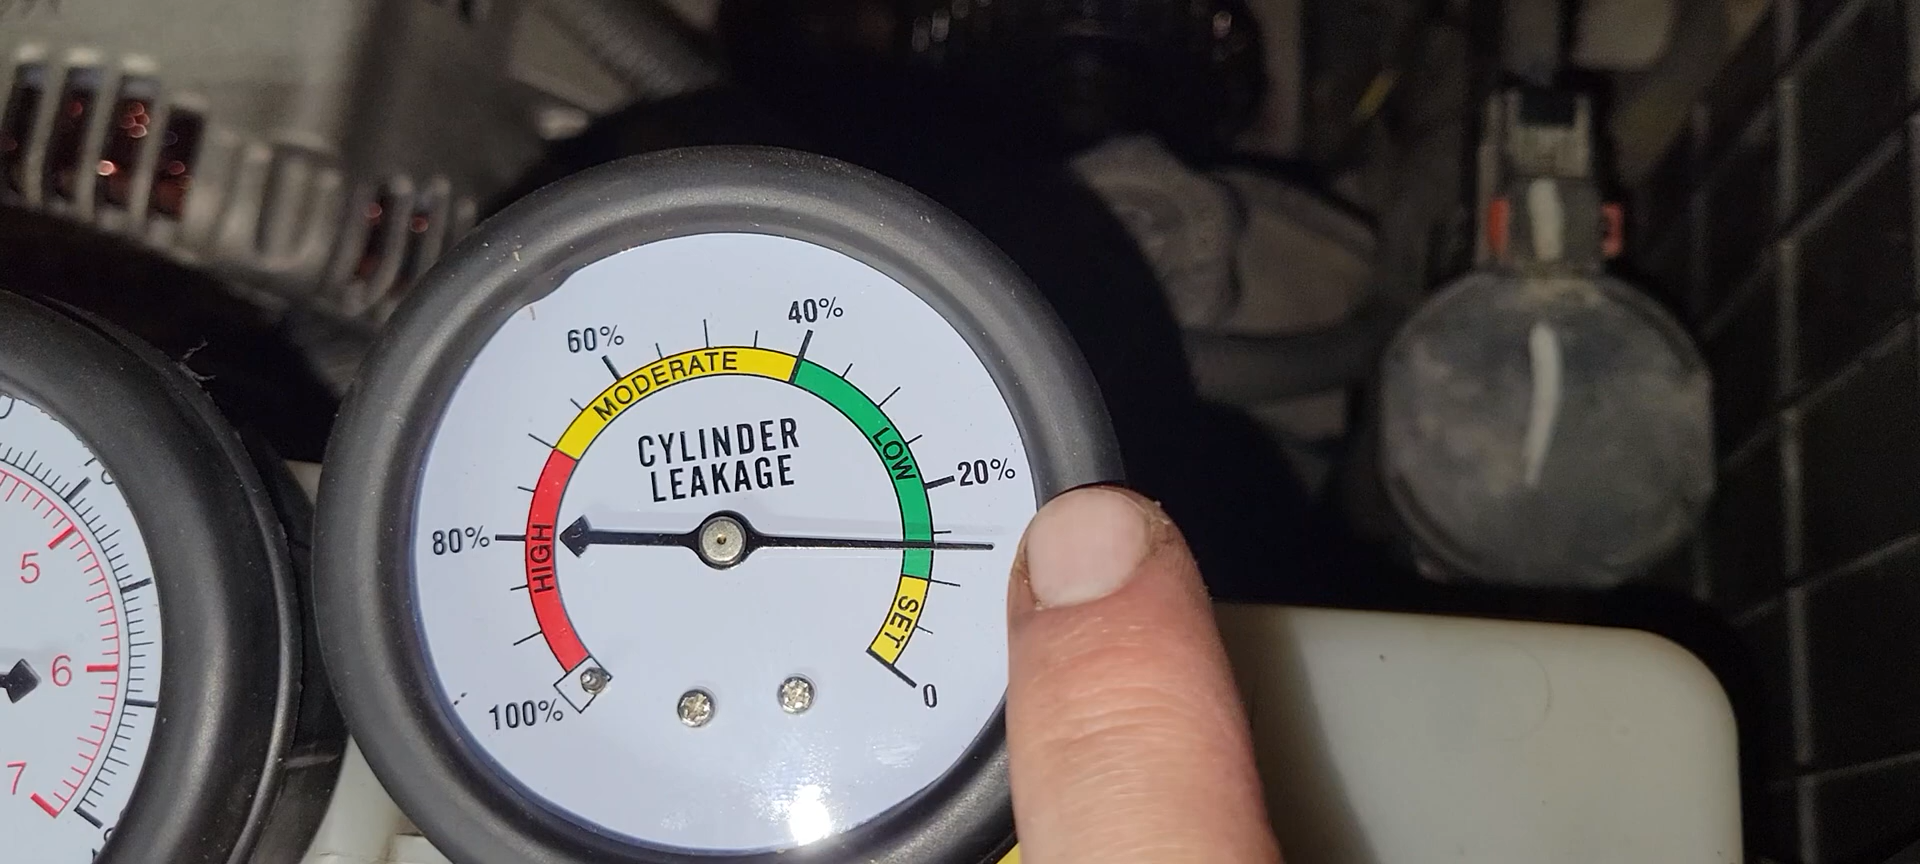 40%
60%
MODERATE
CYLINDER
LEAKAGE
LOW
20%
80%
HIGH
SET
100%
0
5
6
7